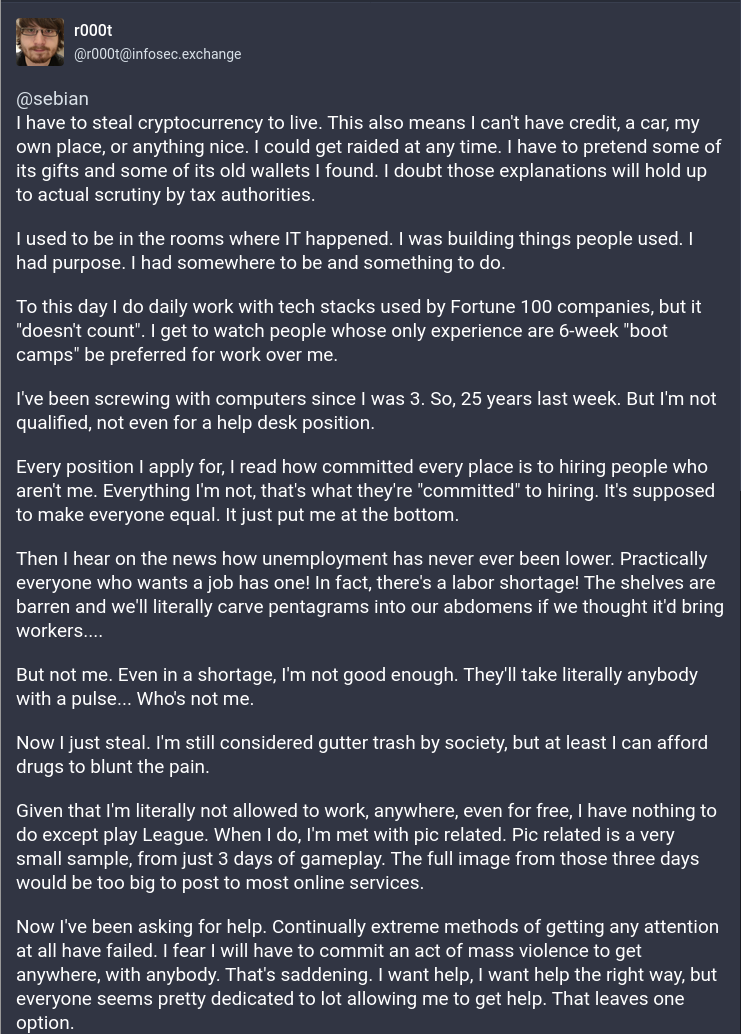 r000t
@r000t@infosec.exchange
@sebian
I have to steal cryptocurrency to live. This also means I can't have credit, a car, my
own place, or anything nice. I could get raided at any time. I have to pretend some of
its gifts and some of its old wallets I found. I doubt those explanations will hold up
to actual scrutiny by tax authorities.
I used to be in the rooms where IT happened. I was building things people used. I
had purpose. I had somewhere to be and something to do.
To this day I do daily work with tech stacks used by Fortune 100 companies, but it
"doesn't count". I get to watch people whose only experience are 6-week "boot
camps" be preferred for work over me.
I've been screwing with computers since I was 3. So, 25 years last week. But I'm not
qualified, not even for a help desk position.
Every position I apply for, I read how committed every place is to hiring people who
aren't me. Everything I'm not, that's what they're "committed" to hiring. It's supposed
to make everyone equal. It just put me at the bottom.
Then I hear on the news how unemployment has never ever been lower. Practically
everyone who wants a job has one! In fact, there's a labor shortage! The shelves are
barren and we'll literally carve pentagrams into our abdomens if we thought it'd bring
workers....
But not me. Even in a shortage, I'm not good enough. They'll take literally anybody
with a pulse... Who's not me.
Now I just steal. I'm still considered gutter trash by society, but at least I can afford
drugs to blunt the pain.
Given that I'm literally not allowed to work, anywhere, even for free, I have nothing to
do except play League. When I do, I'm met with pic related. Pic related is a very
small sample, from just 3 days of gameplay. The full image from those three days
would be too big to post to most online services.
Now I've been asking for help. Continually extreme methods of getting any attention
at all have failed. I fear I will have to commit an act of mass violence to get
anywhere, with anybody. That's saddening. I want help, I want help the right way, but
everyone seems pretty dedicated to lot allowing me to get help. That leaves one
option.